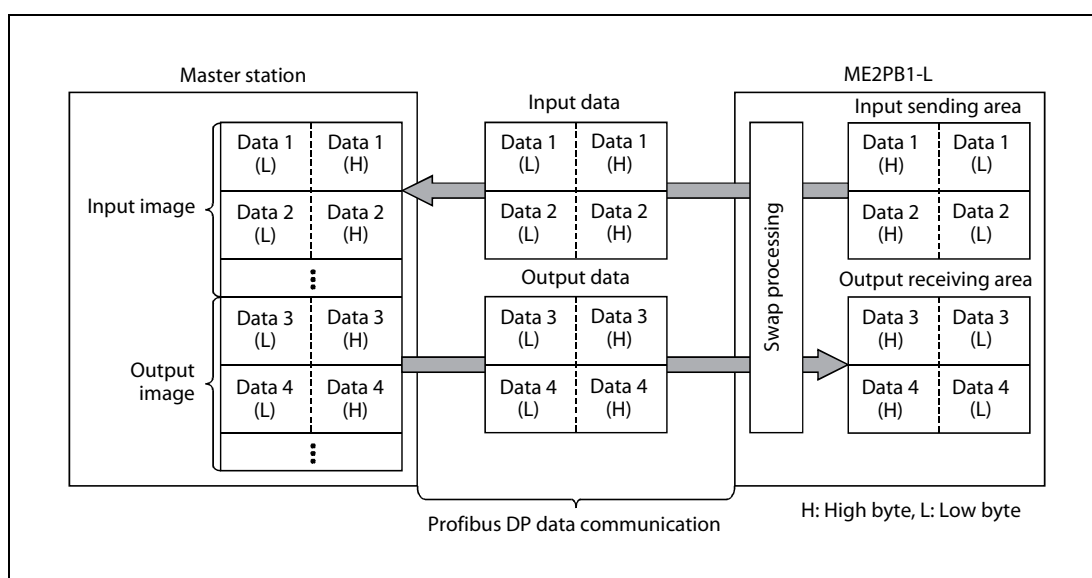 Master station
ME2PB1-L
Input data
Input sending area
Data 1 Data 1 Data 1 Data 1 Data 1 Data 1
(L) (H) (L) (H) (H) (L)
Input image
Data 2 Data 2 Data 2 Data 2 Data 2 Data 2
(L) (H) (L) (H) (H) (L)
Swap processing
Output data
Output receiving area
Data 3 Data 3 Data 3 Data 3 Data 3 Data 3
(L) (H) (L) (H) (H) (L)
Output
image
Data 4 Data 4 Data 4 Data 4 Data 4 Data 4
(L) (H) (L) (H) (H) (L)
Profibus DP data communication
H: High byte, L: Low byte